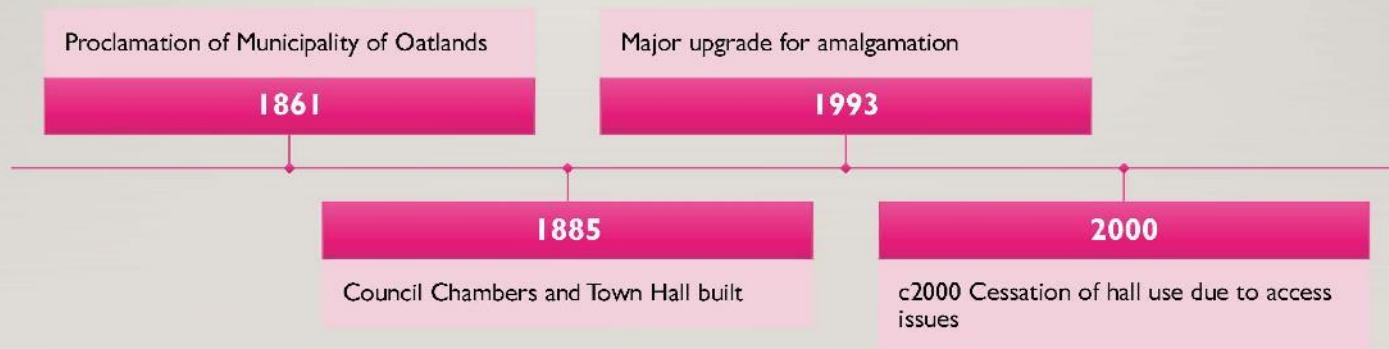 Proclamation of Municipality of Oatlands
1861
1885
Council Chambers and Town Hall built
Major upgrade for amalgamation
1993
2000
c2000 Cessation of hall use due to access
issues